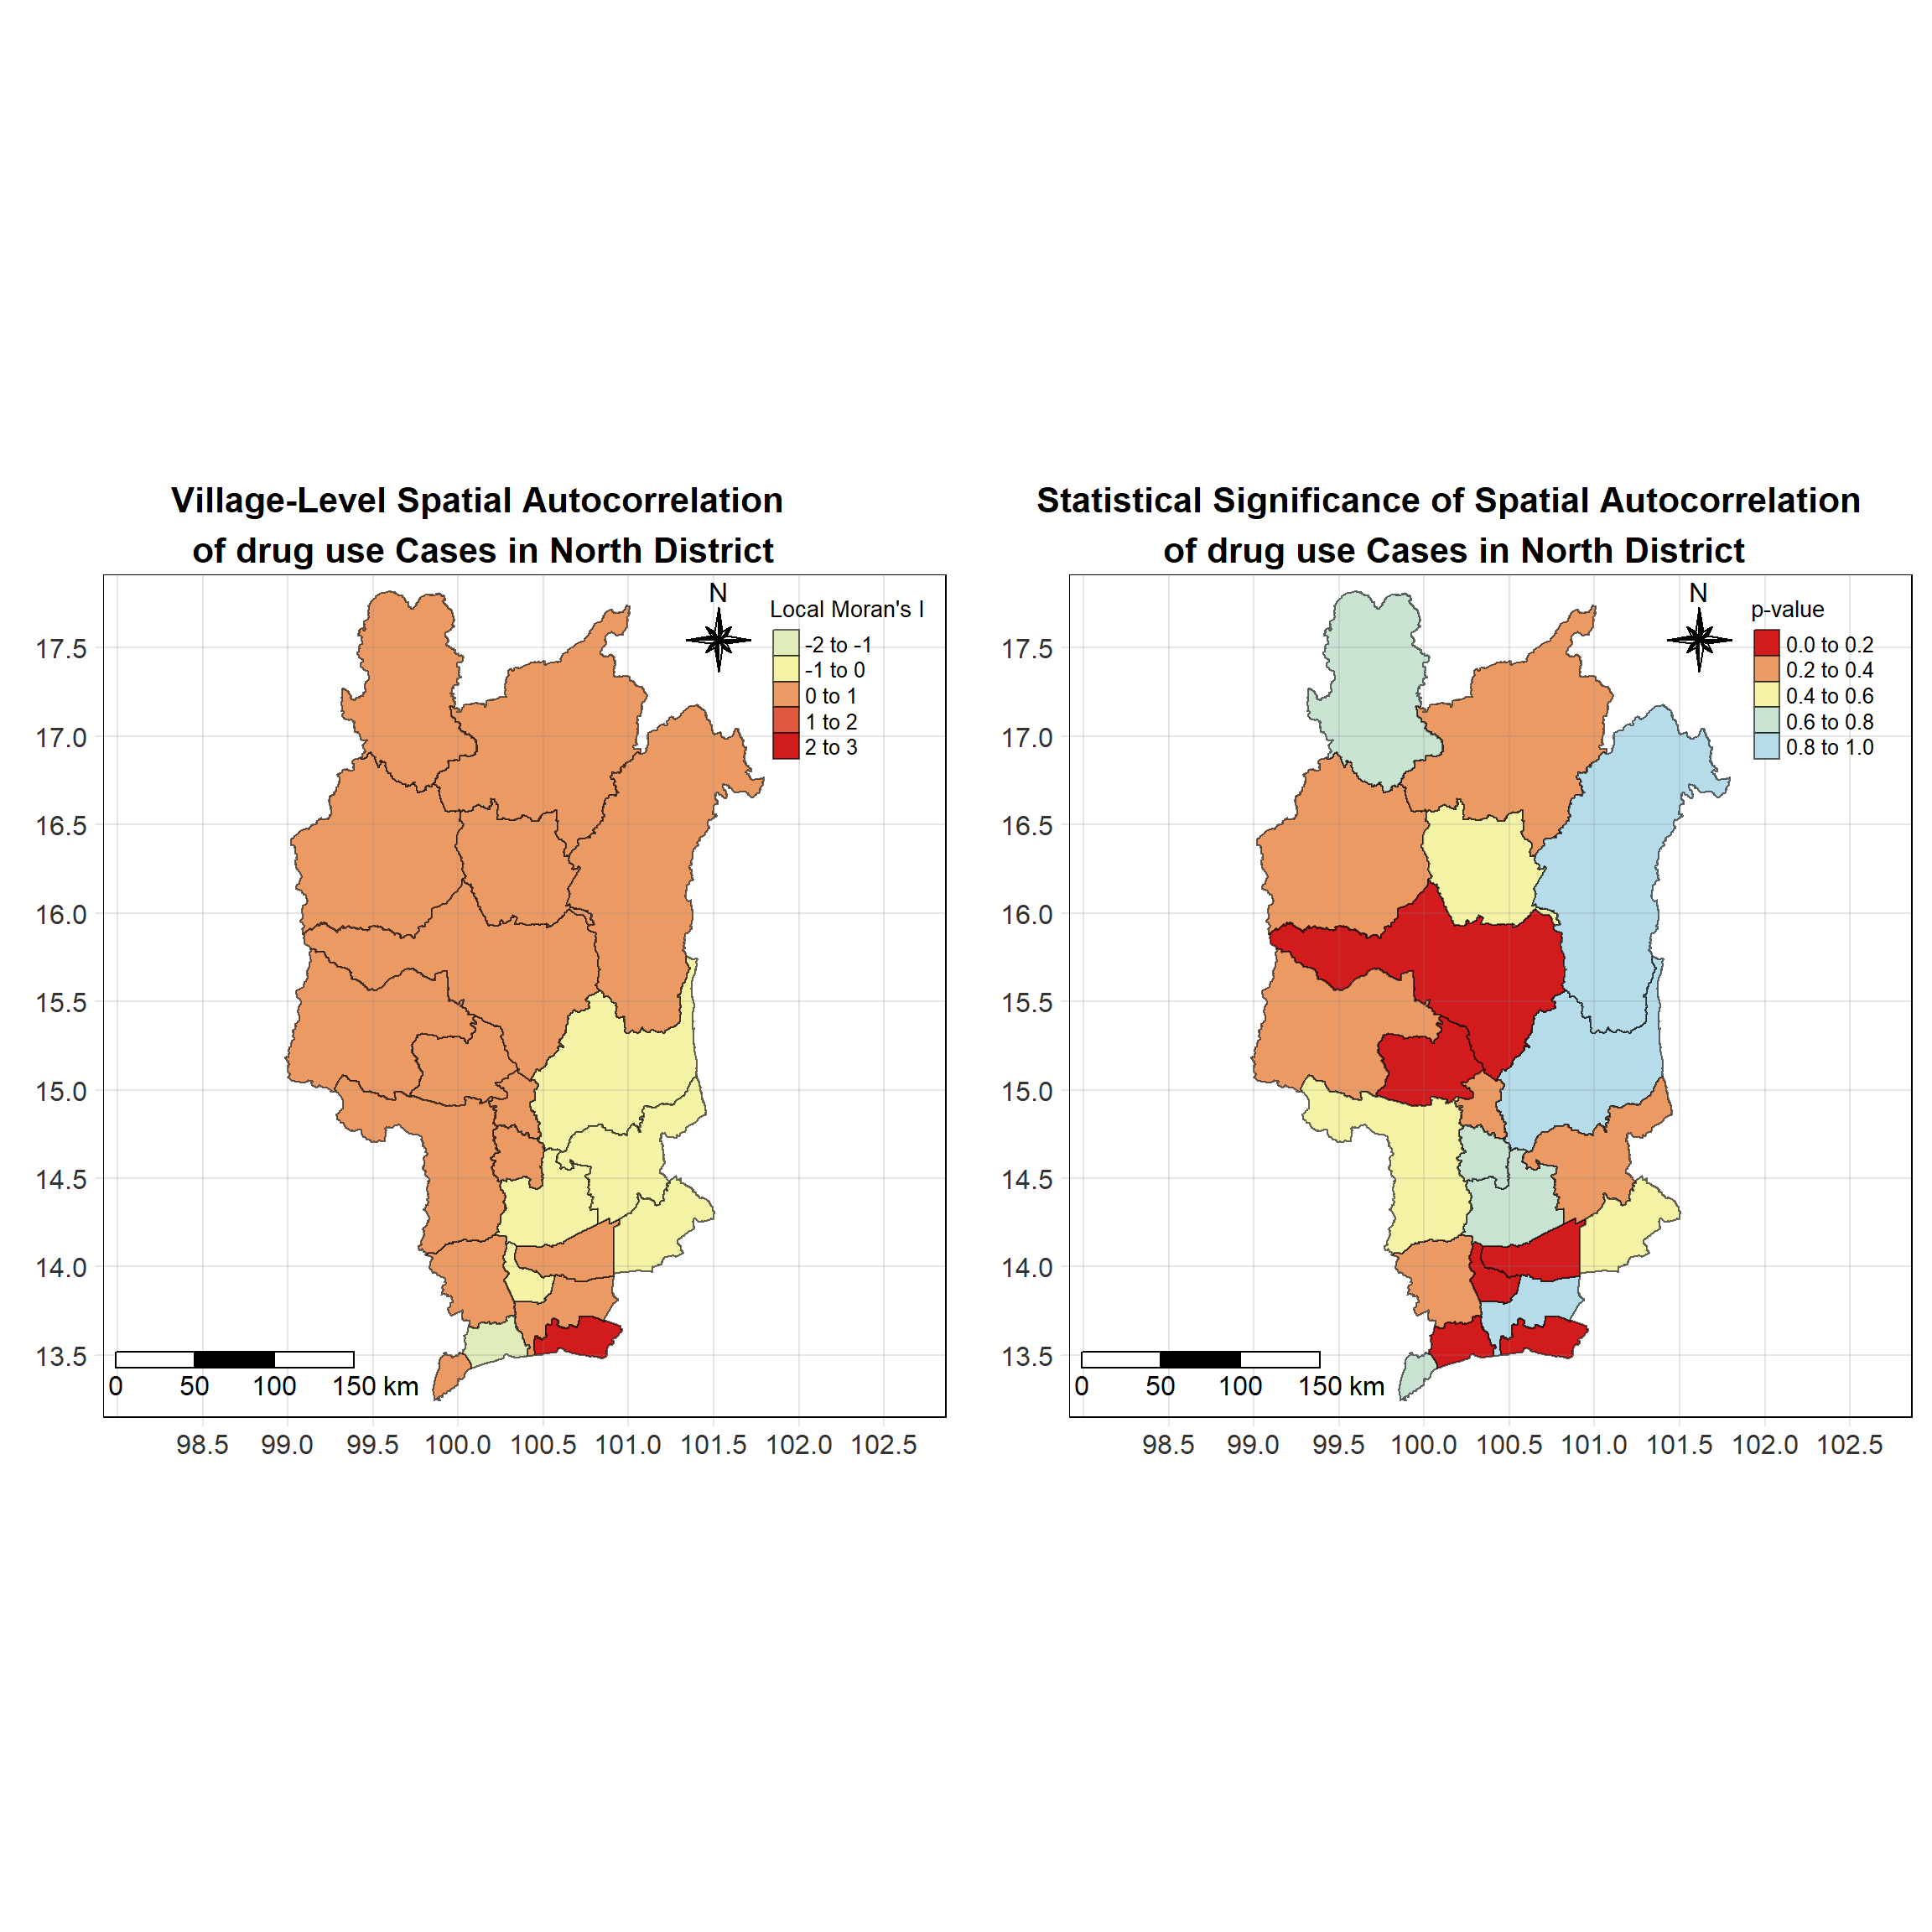 Village-Level Spatial Autocorrelation
of drug use Cases in North District
N
Local Moran's I
-2 to -1
-1 to 0
0 to 1
1 to 2
2 to 3
17.5
17.0
16.5
16.0
15.5
15.0
14.5
14.0
13.5
0 50 100 150 km
98.5 99.0 99.5 100.0 100.5 101.0 101.5 102.0 102.5
Statistical Significance of Spatial Autocorrelation
of drug use Cases in North District
N
p-value
0.0 to 0.2
0.2 to 0.4
0.4 to 0.6
0.6 to 0.8
0.8 to 1.0
17.5
17.0
16.5
16.0
15.5
15.0
14.5
14.0
13.5
0 50 100 150 km
98.5 99.0 99.5 100.0 100.5 101.0 101.5 102.0 102.5